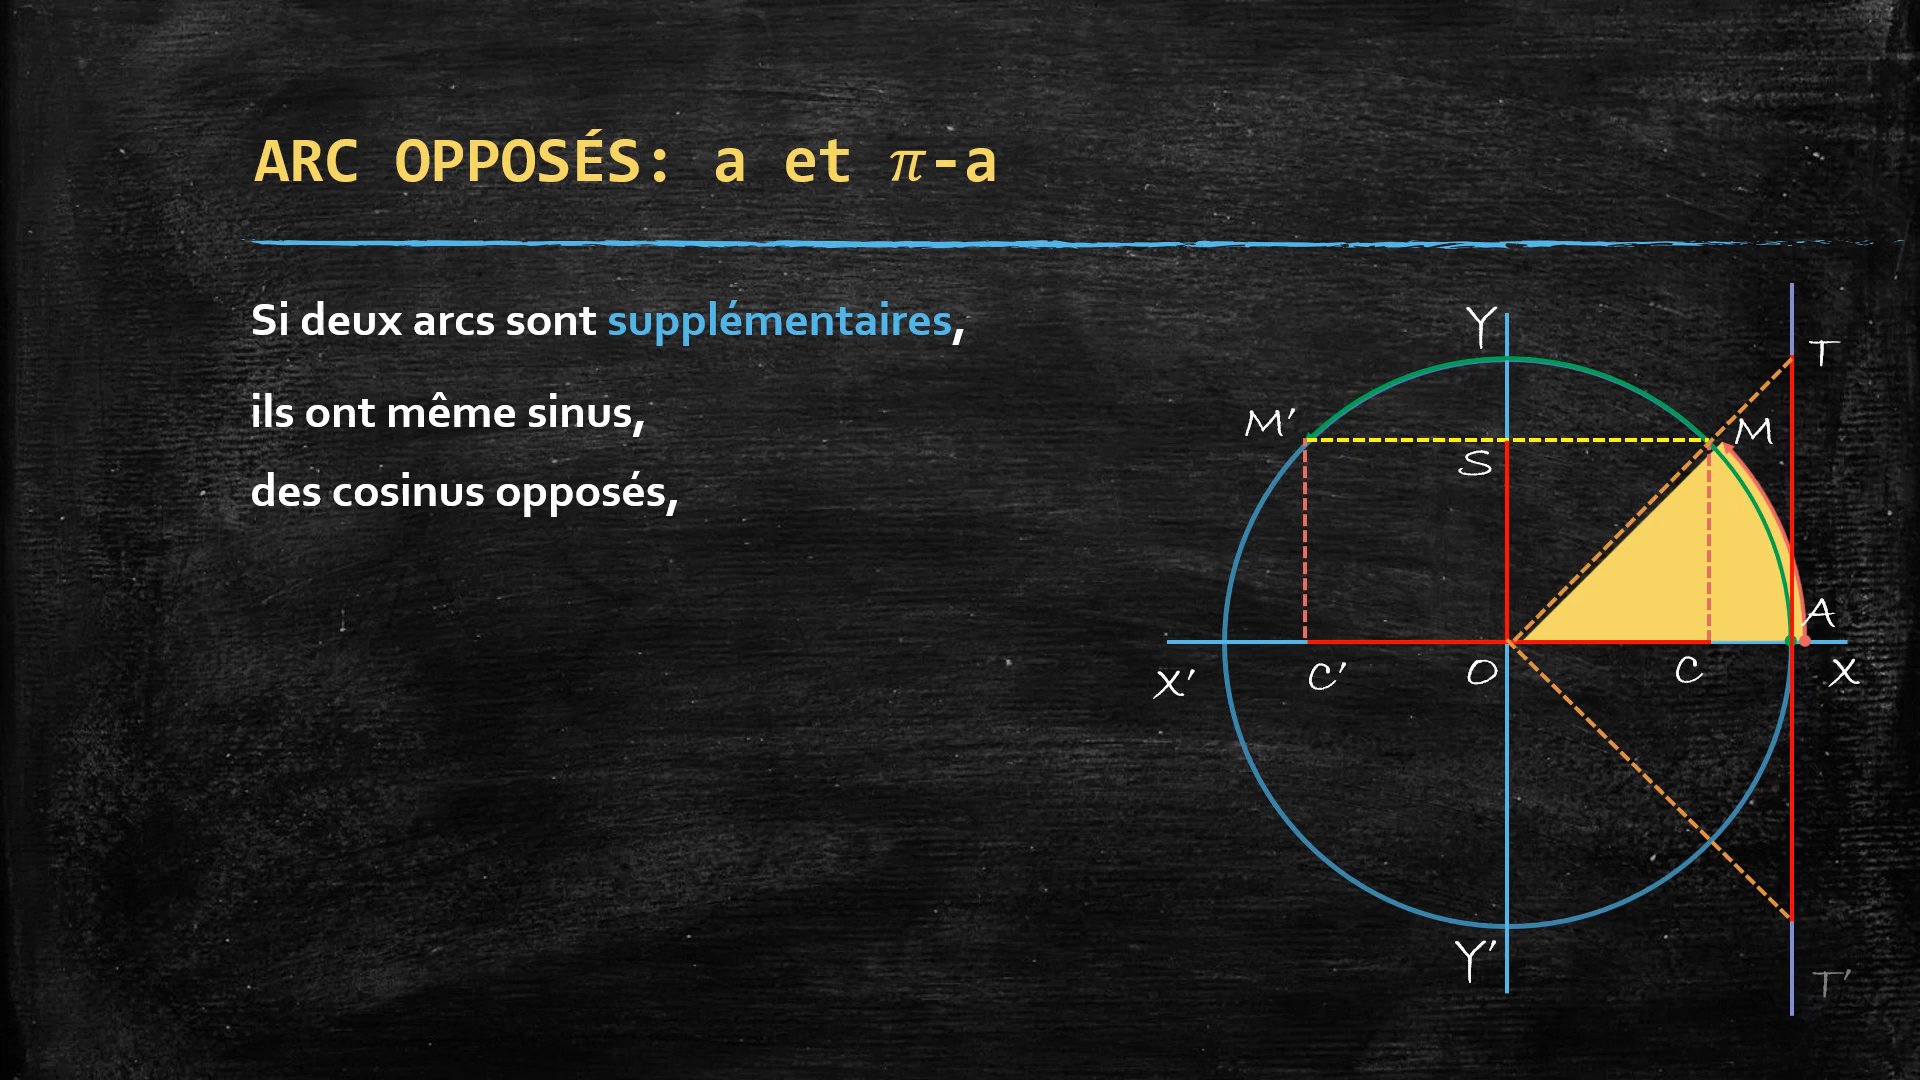 ARC OPPOSÉS: a et π-a
Si deux arcs sont supplémentaires,
ils ont même sinus,
des cosinus opposés,
Y
T
M'
M
S
A
X'
C'
O
C
X
Y'
T'